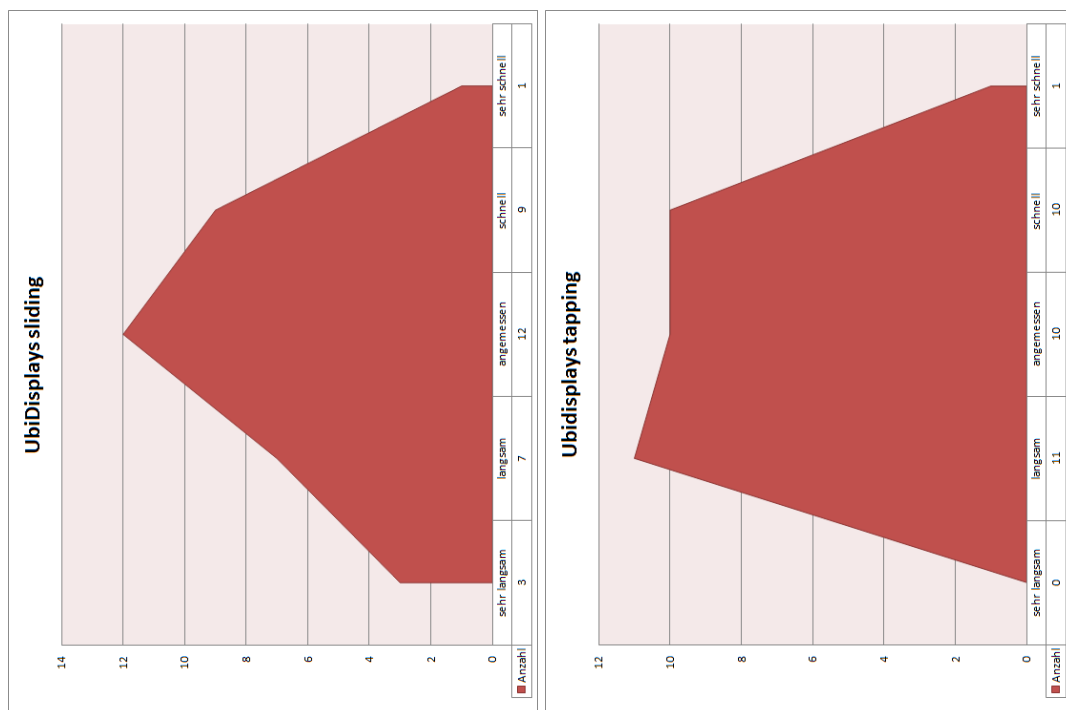 UbiDisplays sliding
14
12
10
8
6
4
2
0
sehr langsam langsam angemessen schnell sehr schnell
Anzahl 3 7 12 9 1
Ubidisplays tapping
12
10
8
6
4
2
0
sehr langsam langsam angemessen schnell sehr schnell
Anzahl 0 11 10 10 1